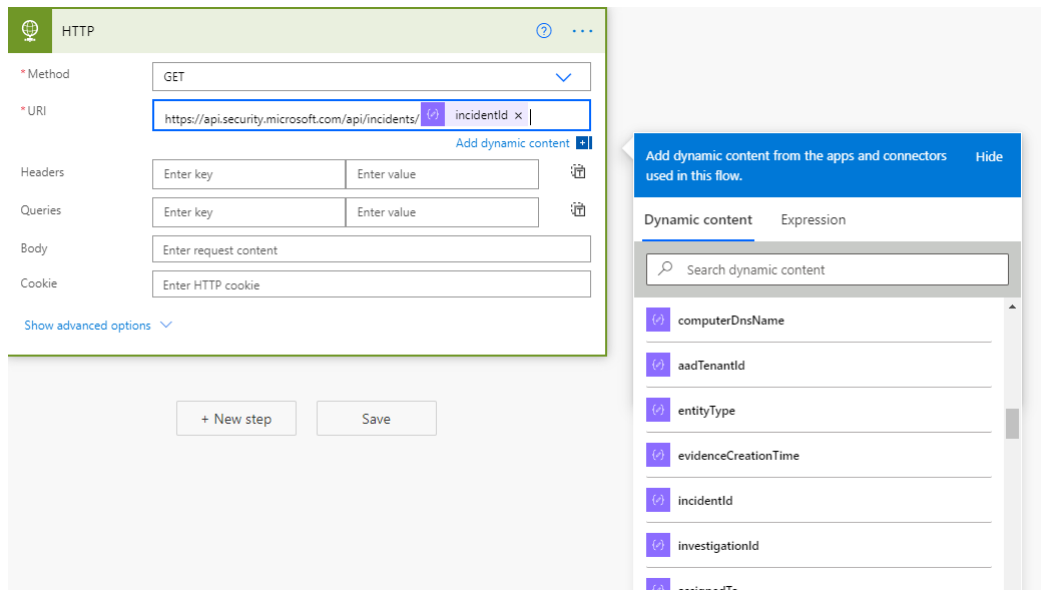 HTTP
* Method
GET
* URI
https://api.security.microsoft.com/api/incidents/ incidentId ×
Add dynamic content
Headers
Enter key
Enter value
Queries
Enter key
Enter value
Body
Enter request content
Cookie
Enter HTTP cookie
Show advanced options
+ New step
Save
Add dynamic content from the apps and connectors
used in this flow.
Hide
Dynamic content
Expression
Search dynamic content
computerDnsName
aadTenantId
entityType
evidenceCreationTime
incidentId
investigationId